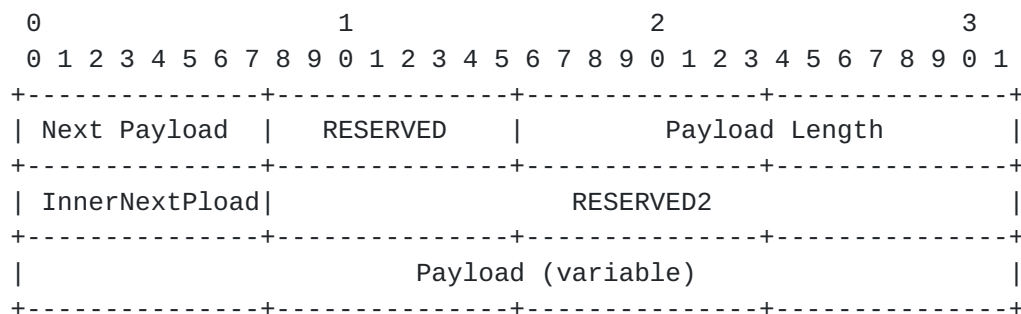 0                   1                   2                   3
 0 1 2 3 4 5 6 7 8 9 0 1 2 3 4 5 6 7 8 9 0 1 2 3 4 5 6 7 8 9 0 1
+---------------+---------------+---------------+---------------+
| Next Payload  |   RESERVED    |         Payload Length        |
+---------------+---------------+---------------+---------------+
| InnerNextPload|                   RESERVED2                   |
+---------------+---------------+---------------+---------------+
|                         Payload (variable)                    |
+---------------+---------------+---------------+---------------+